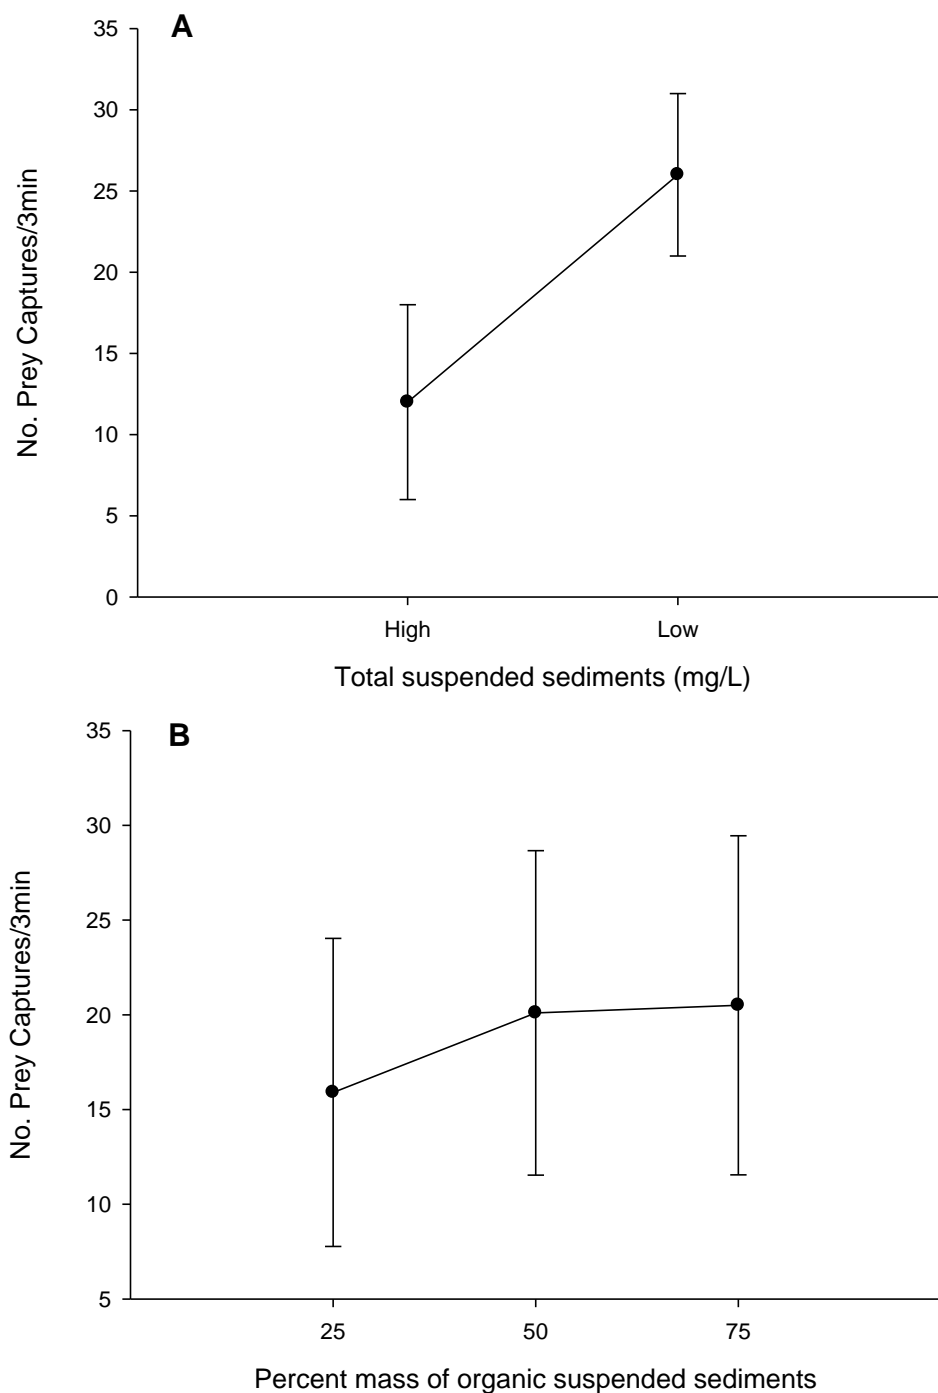 A
35
30
25
20
15
10
5
0
No. Prey Captures/3min
High Low
Total suspended sediments (mg/L)
B
35
30
25
20
15
10
5
No. Prey Captures/3min
25 50 75
Percent mass of organic suspended sediments